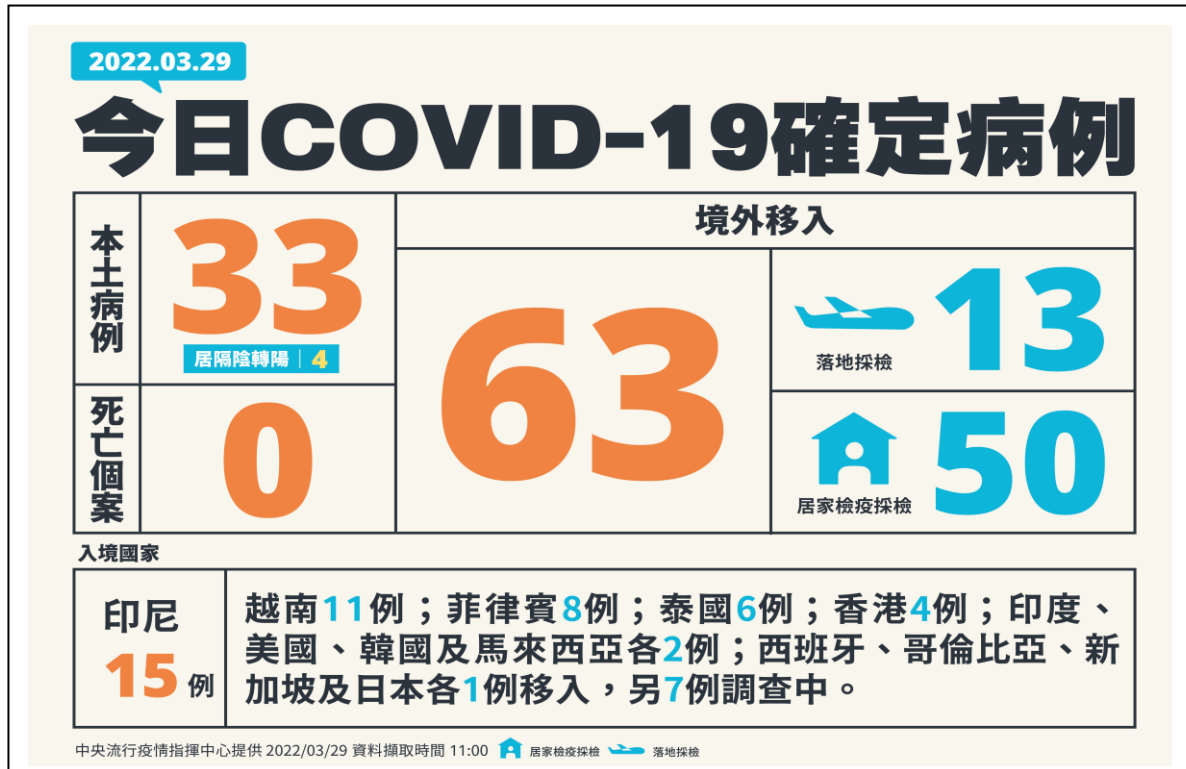 2022.03.29
今日COVID-19確定病例
本土病例
33
居隔陰轉陽｜4
死亡個案
0
境外移入
63
落地採檢
13
居家檢疫採檢
50
入境國家
印尼
15例
越南11例；菲律賓8例；泰國6例；香港4例；印度、
美國、韓國及馬來西亞各2例；西班牙、哥倫比亞、新
加坡及日本各1例移入，另7例調查中。
中央流行疫情指揮中心提供 2022/03/29 資料擷取時間 11:00 居家檢疫採檢 落地採檢